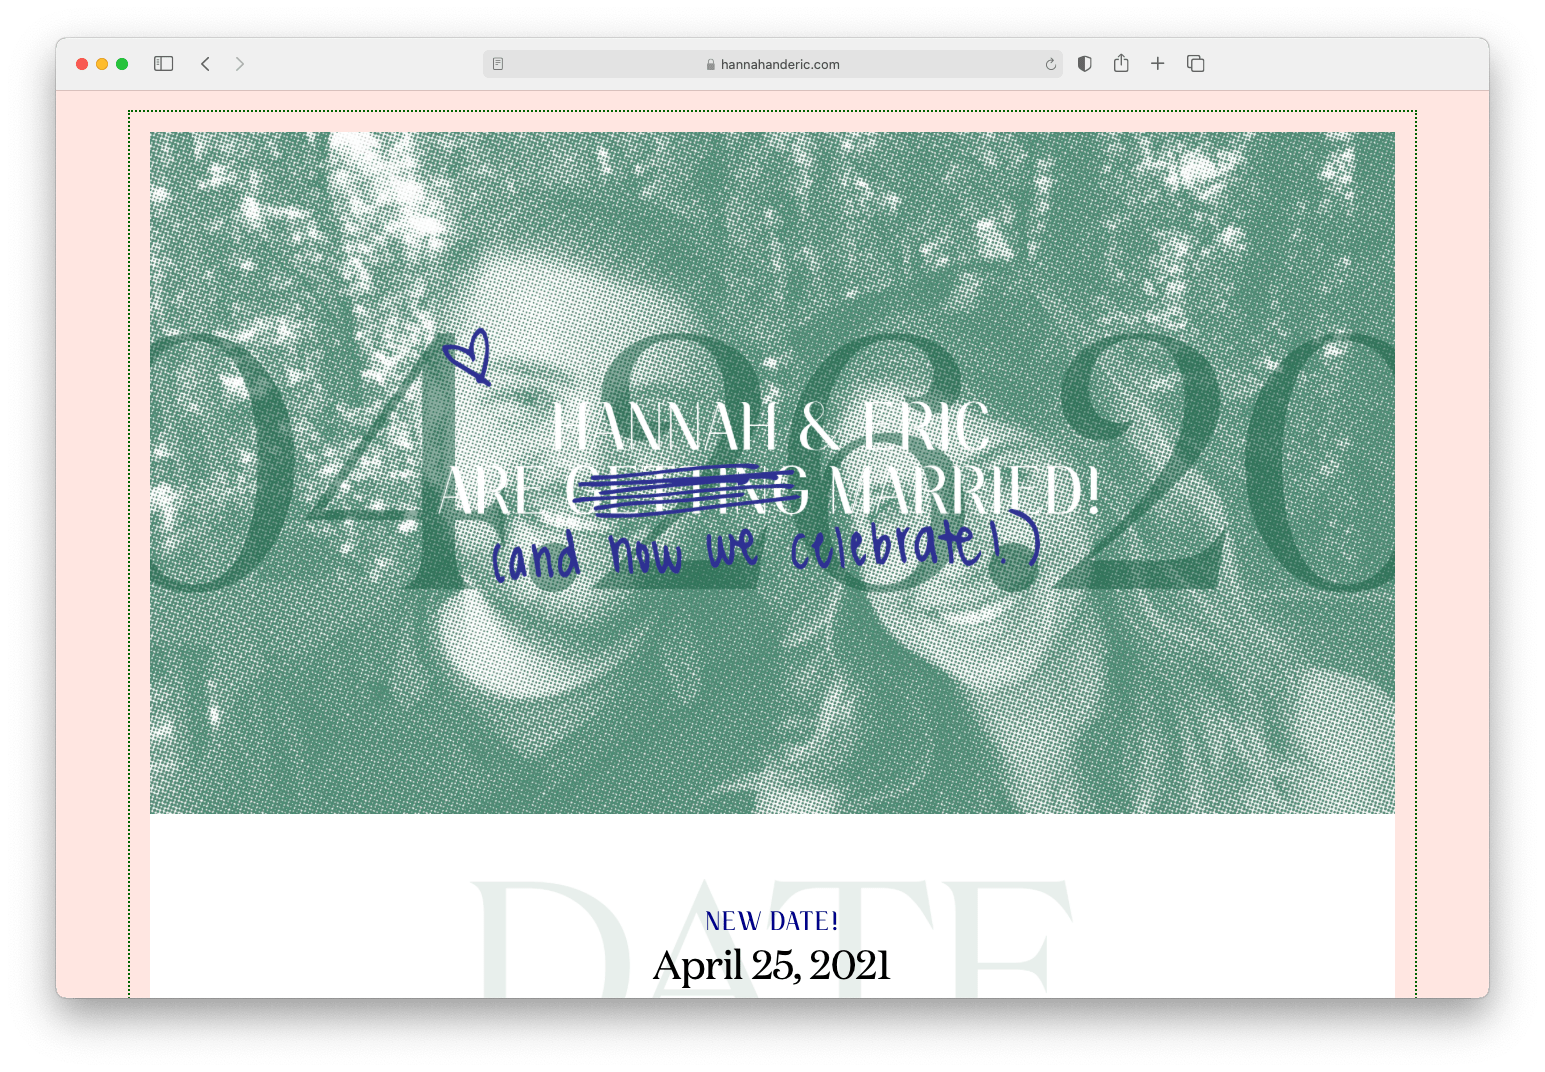 hannahanderic.com
04.26.20
HANNAH & ERIC
ARE GETTING MARRIED!
(and now we celebrate!)
DATE
NEW DATE!
April 25, 2021